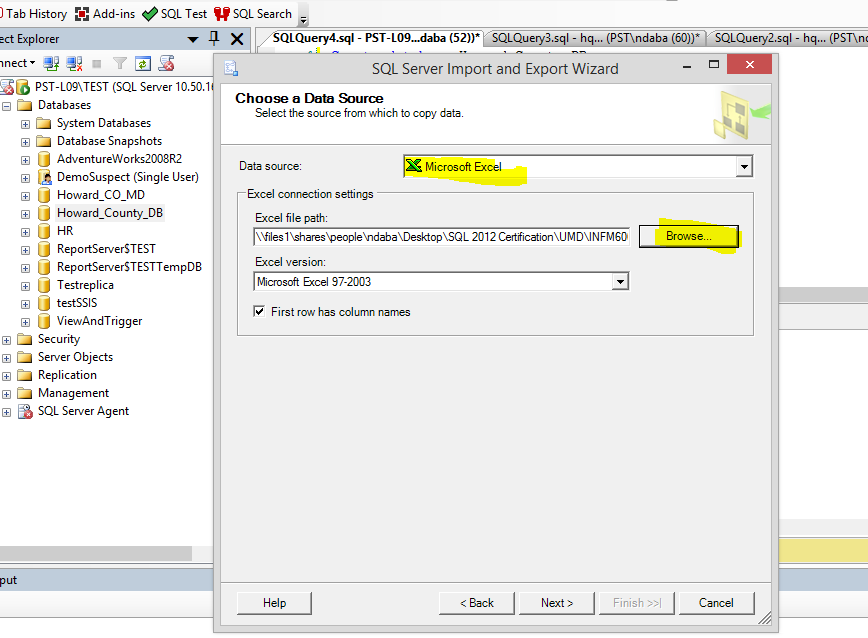 Tab History Add-ins SQL Test SQL Search
ect Explorer
SQLQuery4.sql - PST-L09...daba (52))* SQLQuery3.sql - hq... (PST\ndaba (60))* SQLQuery2.sql - hq... (PST\nd
nnect
PST-L09\TEST (SQL Server 10.50.16
Databases
System Databases
Database Snapshots
AdventureWorks2008R2
DemoSuspect (Single User)
Howard_CO_MD
Howard_County_DB
HR
ReportServer$TEST
ReportServer$TESTTempDB
Testreplica
testSSIS
ViewAndTrigger
Security
Server Objects
Replication
Management
SQL Server Agent
put
SQL Server Import and Export Wizard
Choose a Data Source
Select the source from which to copy data.
Data source: Microsoft Excel
Excel connection settings
Excel file path:
\\files1\shares\people\ndaba\Desktop\SQL 2012 Certification\UMD\INFM60 Browse...
Excel version:
Microsoft Excel 97-2003
First row has column names
Help < Back Next > Finish >>| Cancel